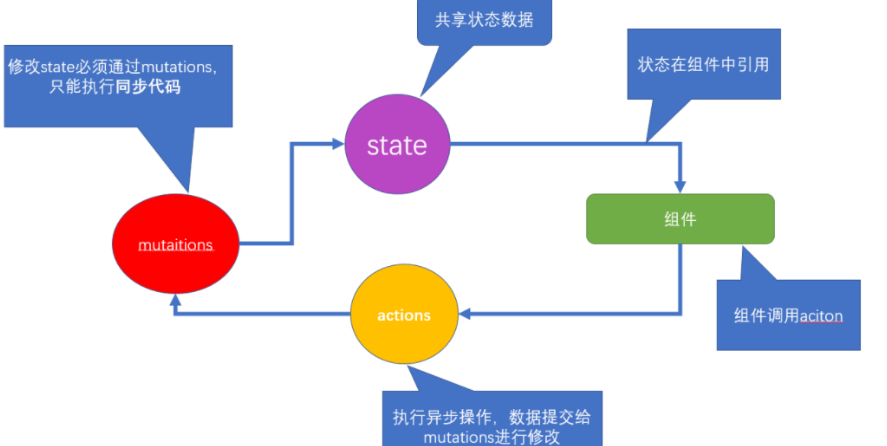 共享状态数据
修改state必须通过mutations,
只能执行同步代码
状态在组件中引用
state
组件
mutaitions
actions
组件调用aciton
执行异步操作，数据提交给
mutations进行修改